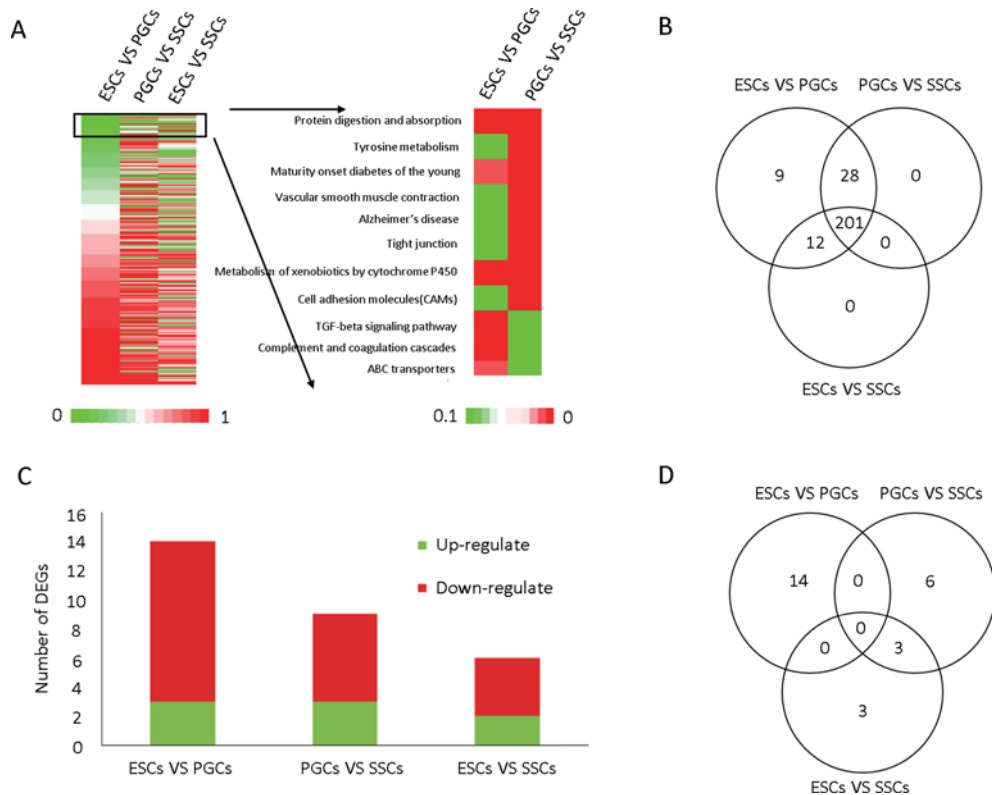 A
ESCs VS PGCs
PGCs VS SSCs
ESCs VS SSCs
0
1
ESCs VS PGCs
PGCs VS SSCs
Protein digestion and absorption
Tyrosine metabolism
Maturity onset diabetes of the young
Vascular smooth muscle contraction
Alzheimer's disease
Tight junction
Metabolism of xenobiotics by cytochrome P450
Cell adhesion molecules(CAMs)
TGF-beta signaling pathway
Complement and coagulation cascades
ABC transporters
0.1
0
B
ESCs VS PGCs
PGCs VS SSCs
9
28
0
201
12
0
0
ESCs VS SSCs
C
Number of DEGs
16
14
12
10
8
6
4
2
0
Up-regulate
Down-regulate
ESCs VS PGCs
PGCs VS SSCs
ESCs VS SSCs
D
ESCs VS PGCs
PGCs VS SSCs
14
0
6
0
0
3
3
ESCs VS SSCs